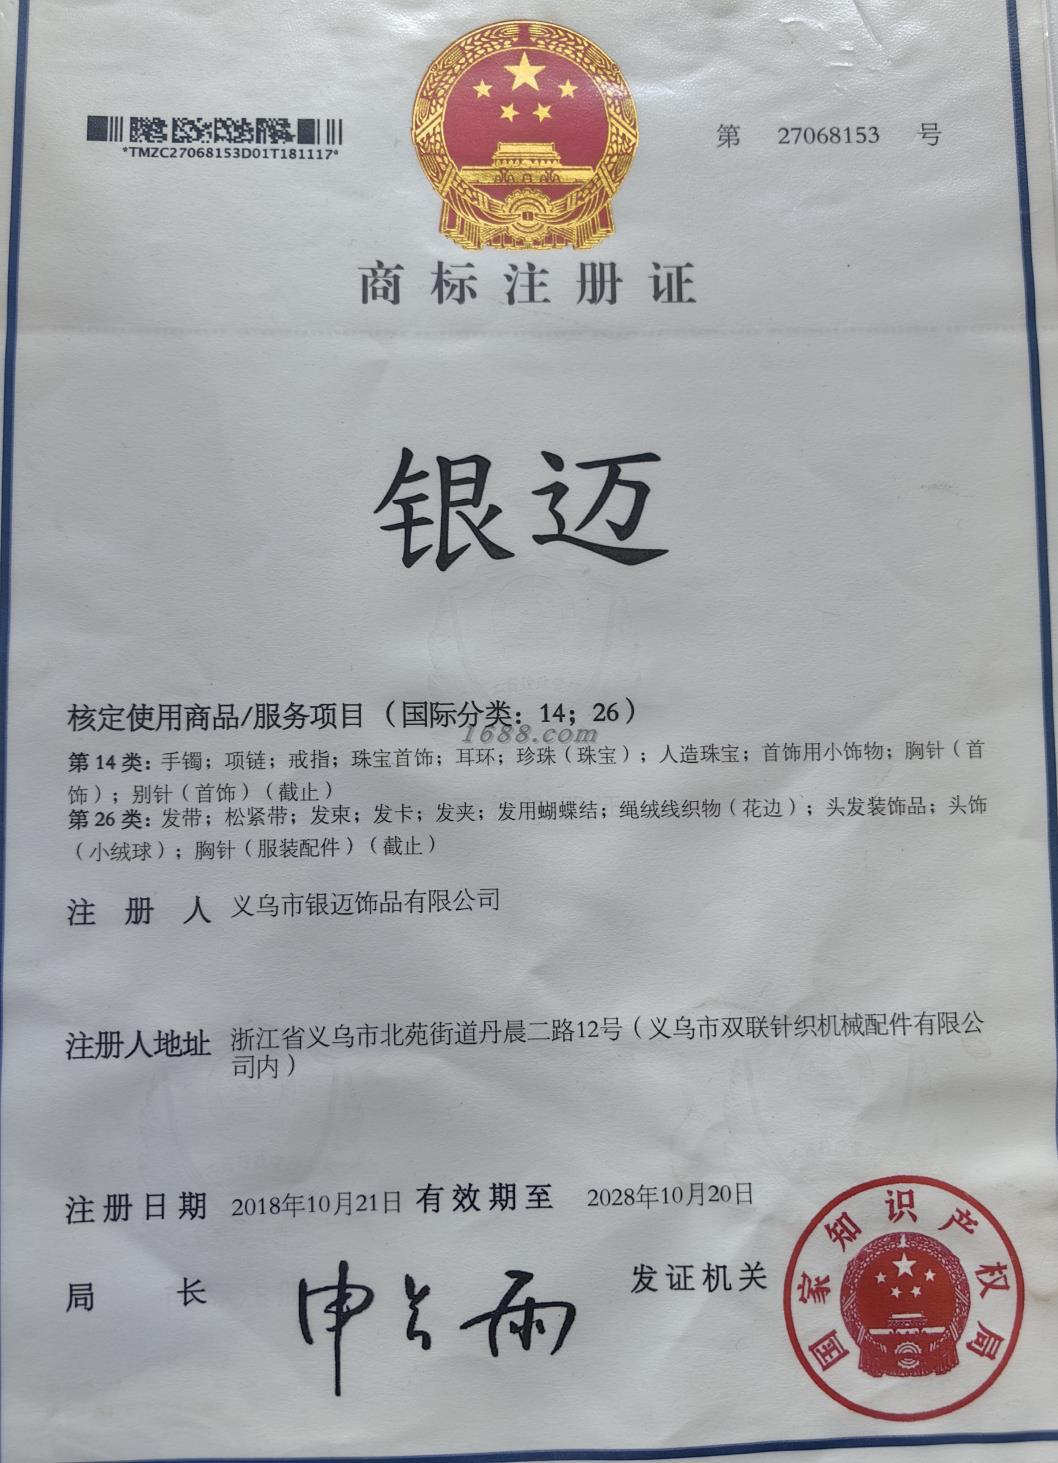 *TMZC27068153D01T181117*
第 27068153 号
商标注册证
银迈
核定使用商品/服务项目（国际分类：14；26）
1688.com
第 14 类：手镯；项链；戒指；珠宝首饰；耳环；珍珠（珠宝）；人造珠宝；首饰用小饰物；胸针（首
饰）；别针（首饰）（截止）
第 26 类：发带；松紧带；发束；发卡；发夹；发用蝴蝶结；绳绒线织物（花边）；头发装饰品；头饰
（小绒球）；胸针（服装配件）（截止）
注册人 义乌市银迈饰品有限公司
注册人地址 浙江省义乌市北苑街道丹晨二路12号（义乌市双联针织机械配件有限公
司内）
注册日期 2018年10月21日 有效期至 2028年10月20日
局长 申长雨 发证机关
国家知识产权局